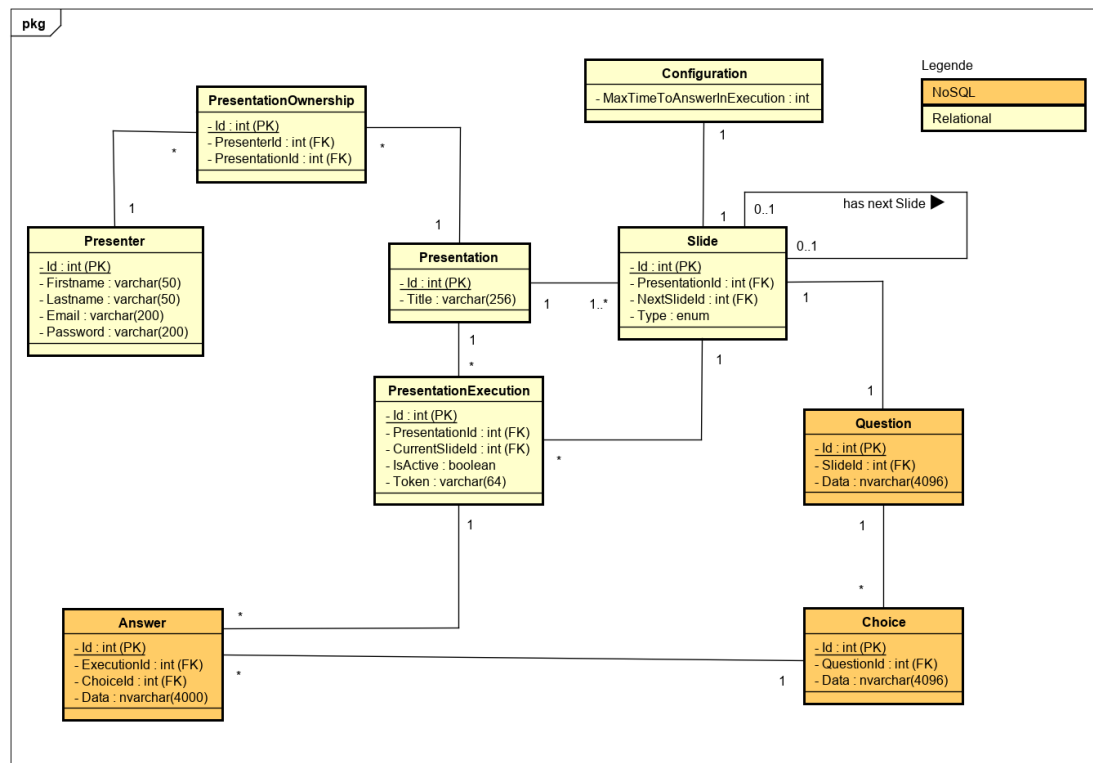 pkg
Legende
NoSQL
Relational
Configuration
- MaxTimeToAnswerInExecution : int
1
PresentationOwnership
- Id : int (PK)
- PresenterId : int (FK)
- PresentationId : int (FK)
*
*
1
1
Presenter
- Id : int (PK)
- Firstname : varchar(50)
- Lastname : varchar(50)
- Email : varchar(200)
- Password : varchar(200)
Presentation
- Id : int (PK)
- Title : varchar(256)
1
1..*
1
*
1
0..1
has next Slide ▶
0..1
Slide
- Id : int (PK)
- PresentationId : int (FK)
- NextSlideId : int (FK)
- Type : enum
1
1
1
PresentationExecution
- Id : int (PK)
- PresentationId : int (FK)
- CurrentSlideId : int (FK)
- IsActive : boolean
- Token : varchar(64)
*
1
Question
- Id : int (PK)
- SlideId : int (FK)
- Data : nvarchar(4096)
1
*
Answer
- Id : int (PK)
- ExecutionId : int (FK)
- ChoiceId : int (FK)
- Data : nvarchar(4000)
*
*
1
Choice
- Id : int (PK)
- QuestionId : int (FK)
- Data : nvarchar(4096)